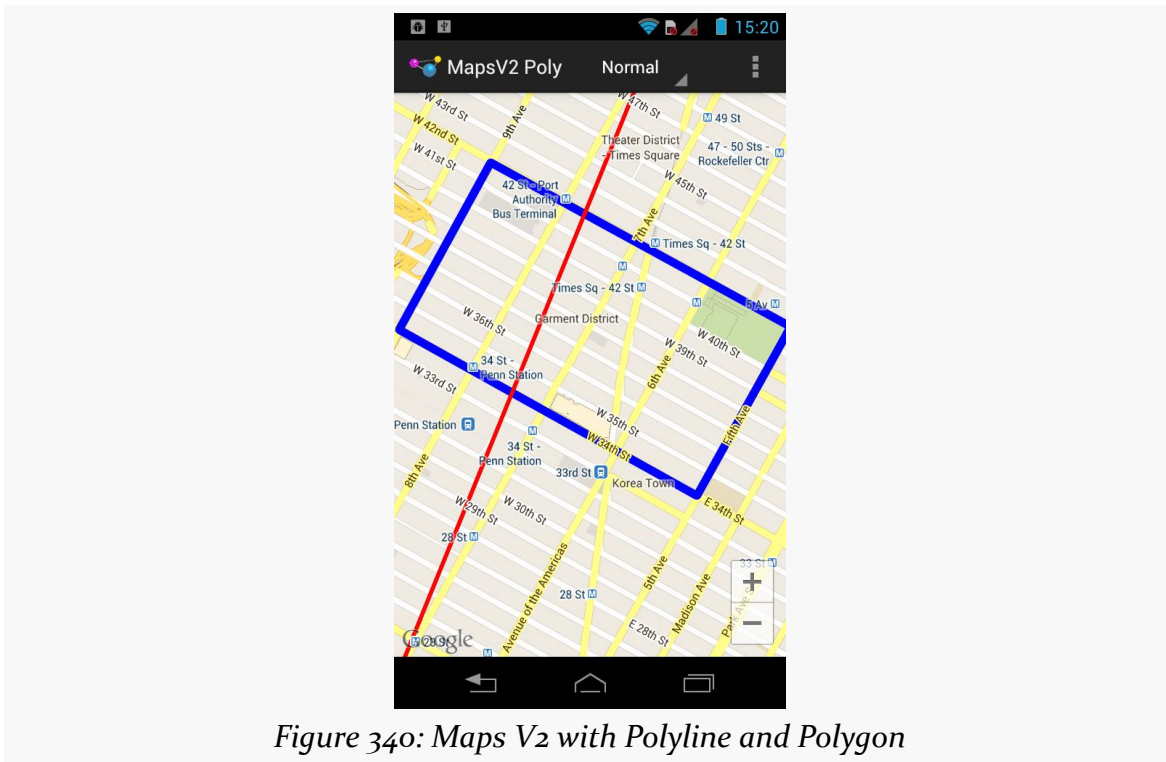 15:20
MapsV2 Poly
Normal
W 43rd St
W 47th St
9th Ave
49 St
W 42nd St
Theater District
- Times Square
47 - 50 Sts -
Rockefeller Ctr
W 41st St
W 45th St
42 St - Port
Authority
Bus Terminal
7th Ave
Times Sq - 42 St
Times Sq - 42 St
5 Av
W 36th St
Garment District
W 40th St
W 39th St
34 St -
Penn Station
6th Ave
W 33rd St
W 35th St
Fifth Ave
Penn Station
W 34th St
34 St -
Penn Station
33rd St
Korea Town
8th Ave
W 29th St
W 30th St
E 34th St
28 St
33 St
Avenue of the Americas
5th Ave
Madison Ave
28 St
+
−
E 28th St
Google
Figure 340: Maps V2 with Polyline and Polygon